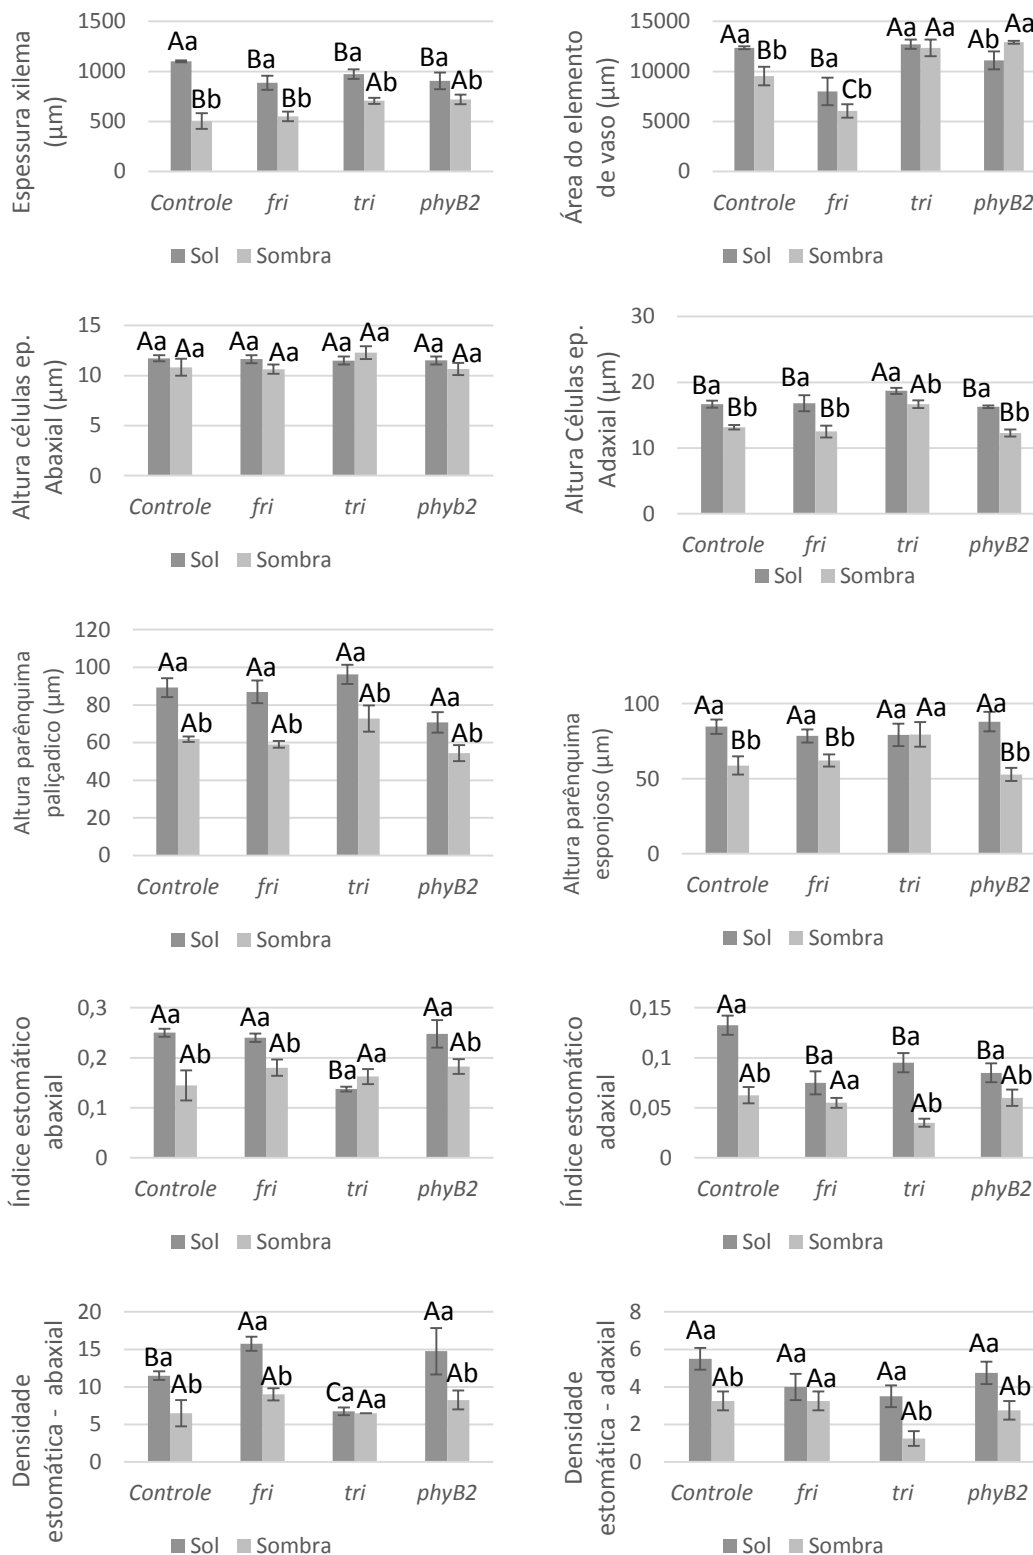 Espessura xilema
(µm)
1500
1000
500
0
Aa
Bb
Ba
Bb
Ba
Ab
Ba
Ab
Controle fri tri phyB2
Sol Sombra
Área do elemento
de vaso (µm)
15000
10000
5000
0
Aa
Bb
Ba
Cb
Aa
Aa
Ab
Aa
Controle fri tri phyB2
Sol Sombra
Altura células ep.
Abaxial (µm)
15
10
5
0
Aa
Aa
Aa
Aa
Aa
Aa
Aa
Aa
Controle fri tri phyb2
Sol Sombra
Altura Células ep.
Adaxial (µm)
30
20
10
0
Ba
Bb
Ba
Bb
Aa
Ab
Ba
Bb
Controle fri tri phyB2
Sol Sombra
Altura parênquima
paliçádico (µm)
120
100
80
60
40
20
0
Aa
Ab
Aa
Ab
Aa
Ab
Aa
Ab
Controle fri tri phyB2
Sol Sombra
Altura parênquima
esponjoso (µm)
100
50
0
Aa
Bb
Aa
Bb
Aa
Aa
Aa
Bb
Controle fri tri phyB2
Sol Sombra
Índice estomático
abaxial
0,3
0,2
0,1
0
Aa
Ab
Aa
Ab
Ba
Aa
Aa
Ab
Controle fri tri phyB2
Sol Sombra
Índice estomático
adaxial
0,15
0,1
0,05
0
Aa
Ab
Ba
Aa
Ba
Ab
Ba
Ab
Controle fri tri phyB2
Sol Sombra
Densidade
estomática - abaxial
20
15
10
5
0
Ba
Ab
Aa
Ab
Ca
Aa
Aa
Ab
Controle fri tri phyB2
Sol Sombra
Densidade
estomática - adaxial
8
6
4
2
0
Aa
Ab
Aa
Aa
Aa
Ab
Aa
Ab
Controle fri tri phyB2
Sol Sombra